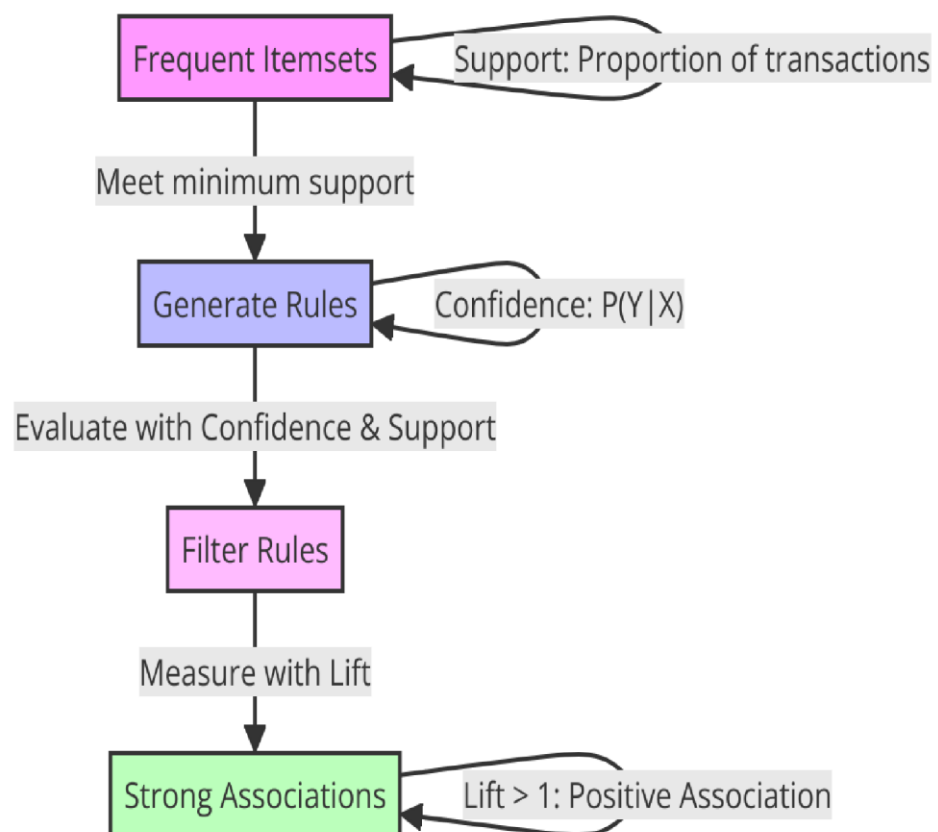 Frequent Itemsets
Support: Proportion of transactions
Meet minimum support
Generate Rules
Confidence: P(Y|X)
Evaluate with Confidence & Support
Filter Rules
Measure with Lift
Strong Associations
Lift > 1: Positive Association